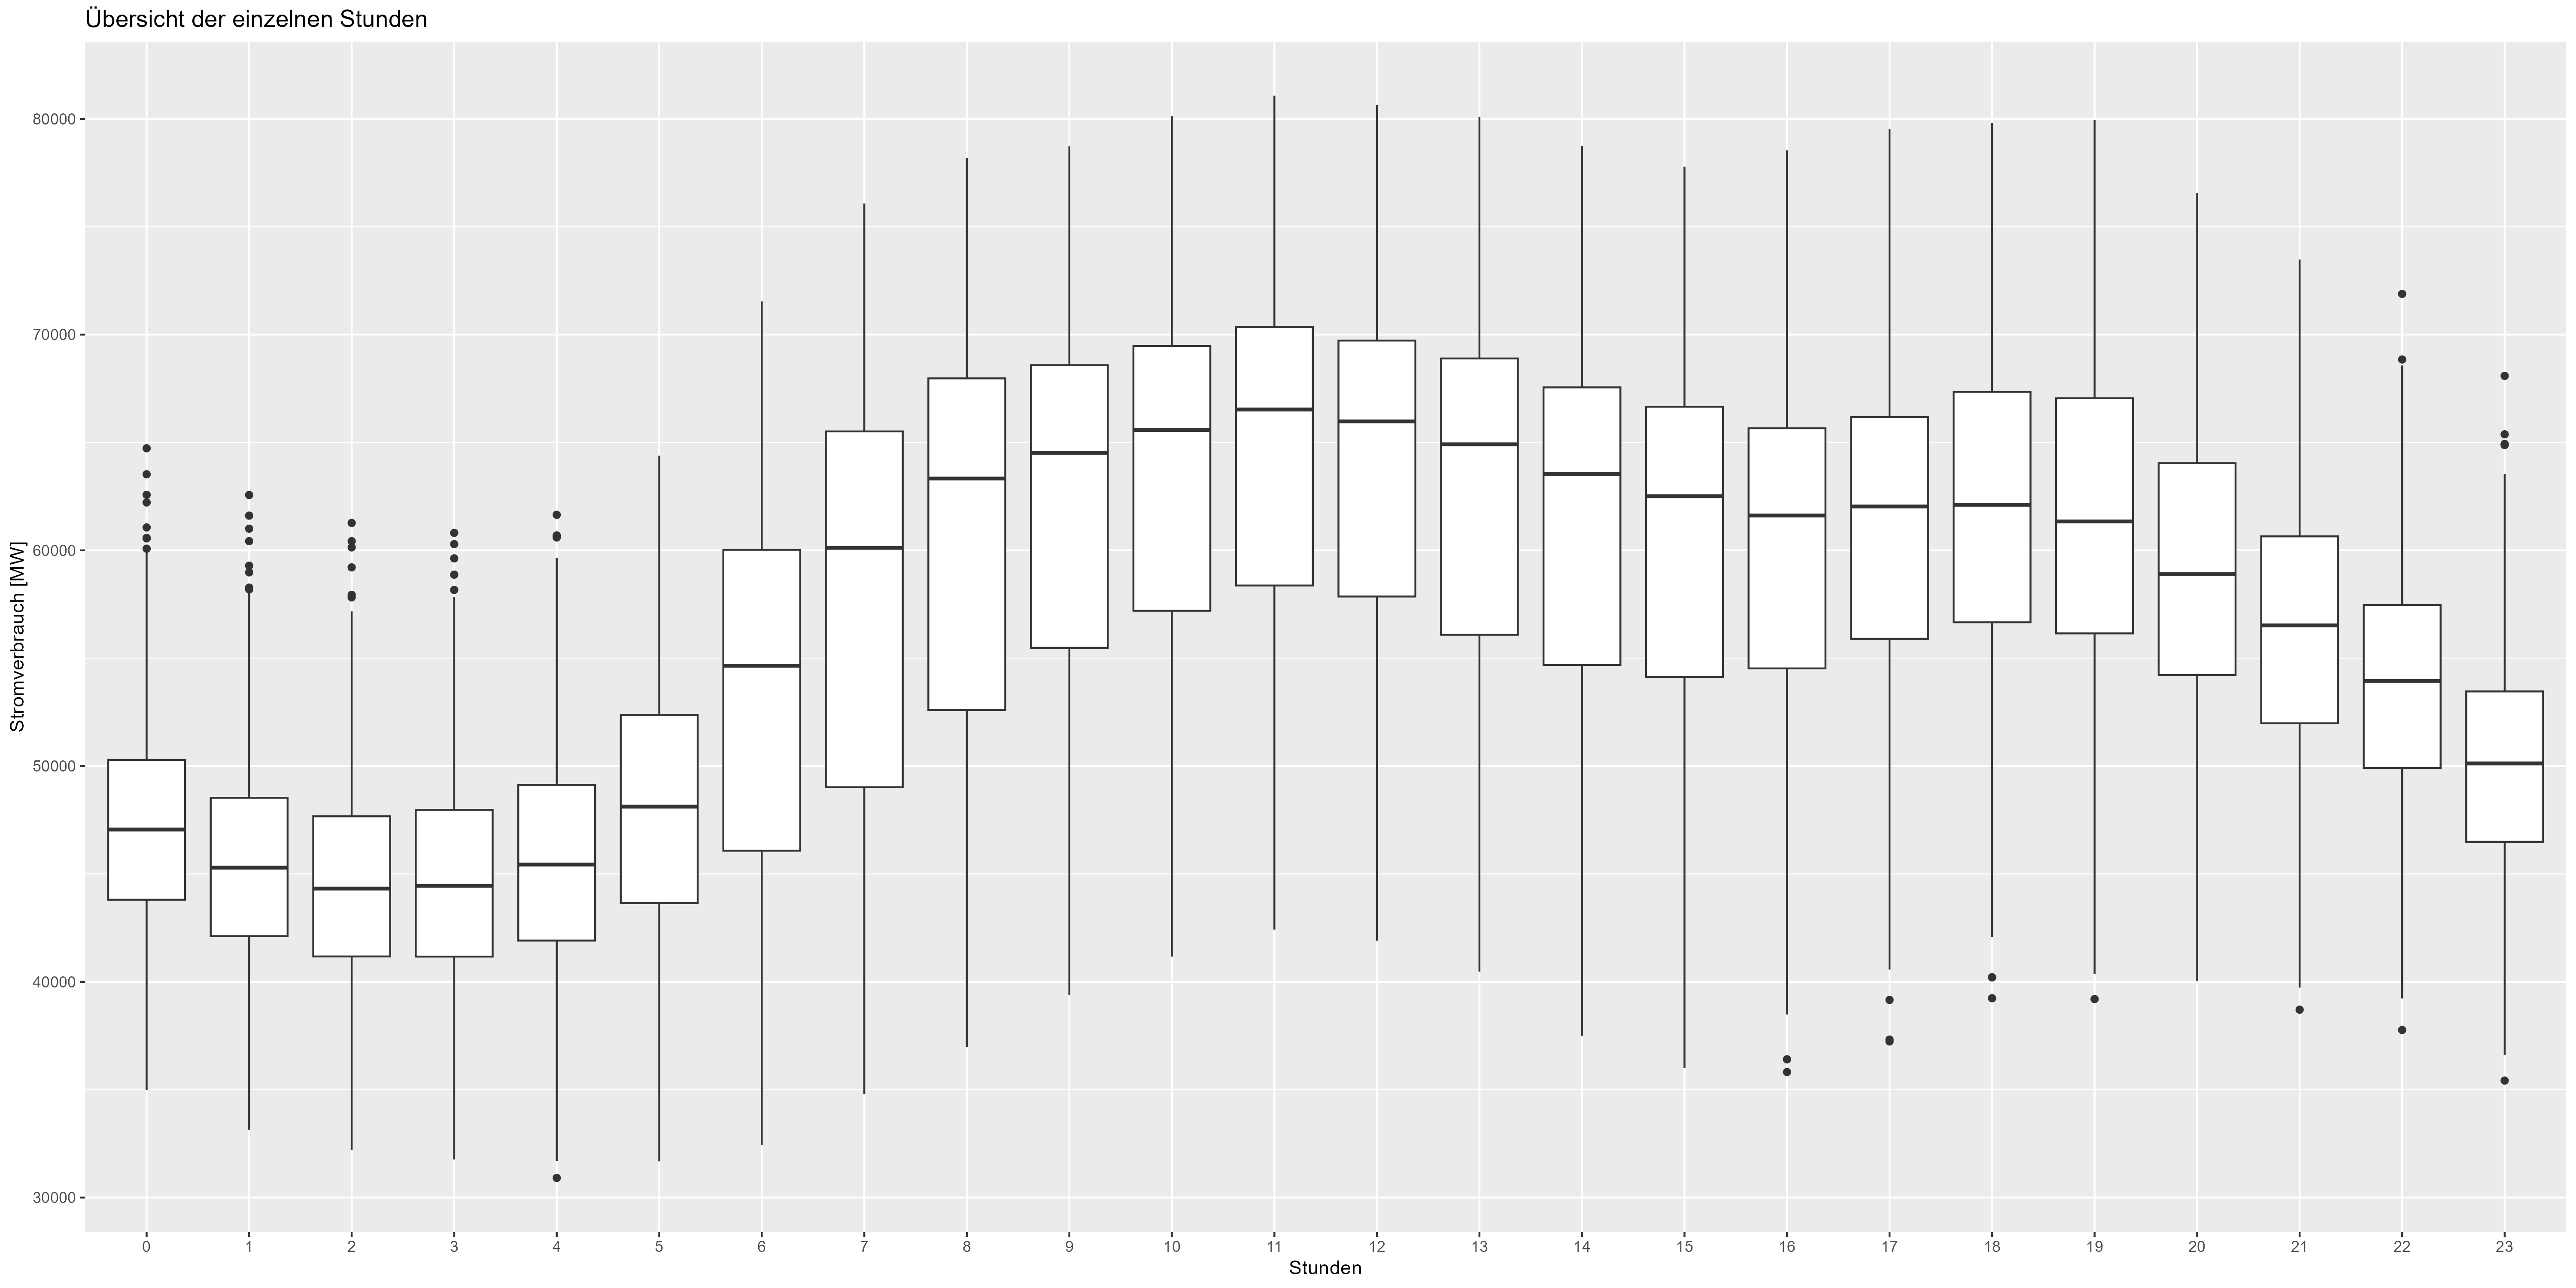 Übersicht der einzelnen Stunden
80000
70000
60000
50000
40000
30000
Stromverbrauch [MW]
0 1 2 3 4 5 6 7 8 9 10 11 12 13 14 15 16 17 18 19 20 21 22 23
Stunden